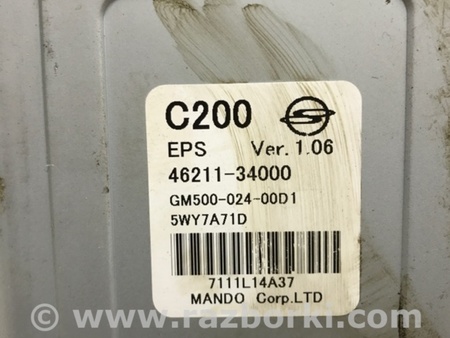 C200
EPS Ver. 1.06
46211-34000
GM500-024-00D1
5WY7A71D
7111L14A37
MANDO Corp.LTD
© www.razborki.com